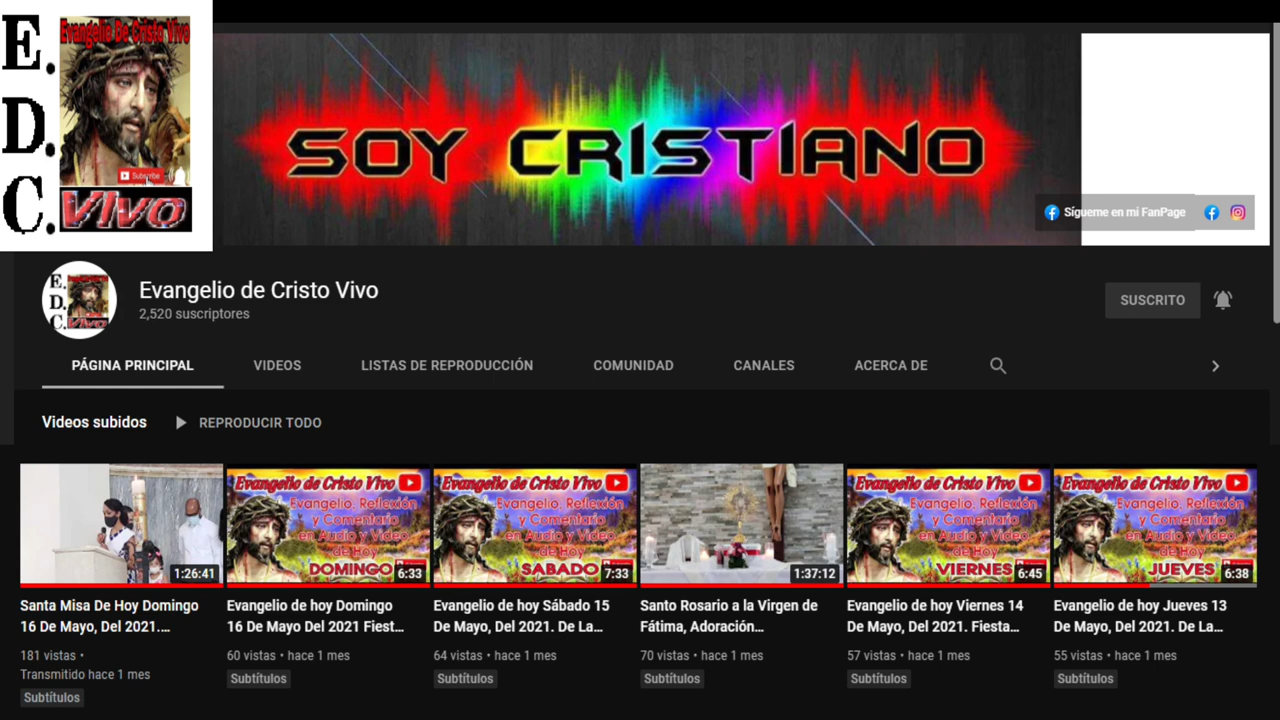 E.
D.
C.
Evangelio De Cristo Vivo
Subscribe
Vivo
SOY CRISTIANO
Sígueme en mi FanPage
E.
D.
C.
Vivo
Evangelio de Cristo Vivo
2,520 suscriptores
SUSCRITO
PÁGINA PRINCIPAL VIDEOS LISTAS DE REPRODUCCIÓN COMUNIDAD CANALES ACERCA DE
Videos subidos REPRODUCIR TODO
1:26:41
Santa Misa De Hoy Domingo
16 De Mayo, Del 2021....
181 vistas •
Transmitido hace 1 mes
Subtítulos
Evangelio de Cristo Vivo
Evangelio, Reflexión
y Comentario
en Audio y Video
de Hoy
DOMINGO 6:33
Evangelio de hoy Domingo
16 De Mayo Del 2021 Fiest...
60 vistas • hace 1 mes
Subtítulos
Evangelio de Cristo Vivo
Evangelio, Reflexión
y Comentario
en Audio y Video
de Hoy
SABADO 7:33
Evangelio de hoy Sábado 15
De Mayo, Del 2021. De La...
64 vistas • hace 1 mes
Subtítulos
1:37:12
Santo Rosario a la Virgen de
Fátima, Adoración...
70 vistas • hace 1 mes
Subtítulos
Evangelio de Cristo Vivo
Evangelio, Reflexión
y Comentario
en Audio y Video
de Hoy
VIERNES 6:45
Evangelio de hoy Viernes 14
De Mayo, Del 2021. Fiesta...
57 vistas • hace 1 mes
Subtítulos
Evangelio de Cristo Vivo
Evangelio, Reflexión
y Comentario
en Audio y Video
de Hoy
JUEVES 6:38
Evangelio de hoy Jueves 13
De Mayo, Del 2021. De La...
55 vistas • hace 1 mes
Subtítulos